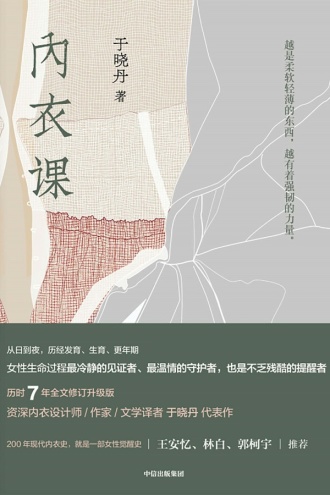 内衣课
于晓丹 著
越是柔软轻薄的东西，越有着强韧的力量。
从日到夜，历经发育、生育、更年期
女性生命过程最冷静的见证者、最温情的守护者，也是不乏残酷的提醒者
历时7年全文修订升级版
资深内衣设计师/作家/文学译者 于晓丹 代表作
200年现代内衣史，就是一部女性觉醒史｜王安忆、林白、郭柯宇｜推荐
中信出版集团